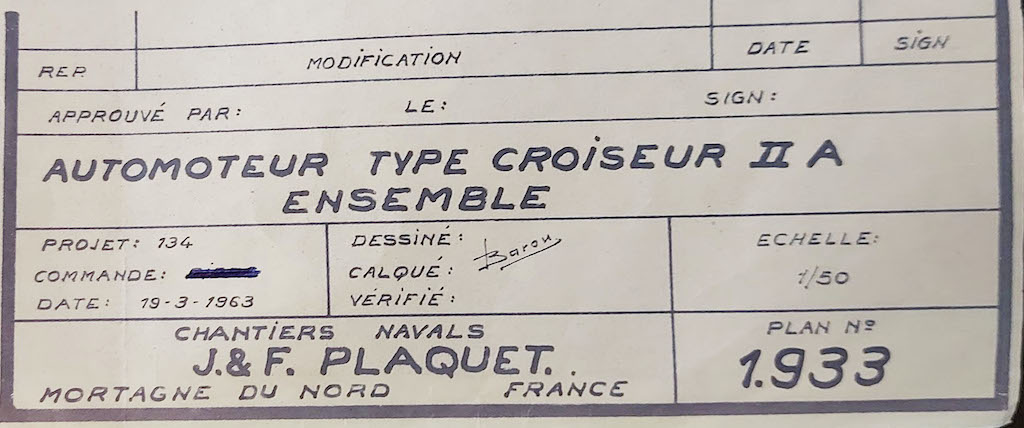 REP. MODIFICATION DATE SIGN
APPROUVÉ PAR: LE: SIGN:
AUTOMOTEUR TYPE CROISEUR II A
ENSEMBLE
PROJET: 134
COMMANDE:
DATE: 19-3-1963
DESSINÉ: Baron
CALQUÉ:
VÉRIFIÉ:
ECHELLE:
1/50
CHANTIERS NAVALS
J.& F. PLAQUET.
MORTAGNE DU NORD FRANCE
PLAN Nº
1.933